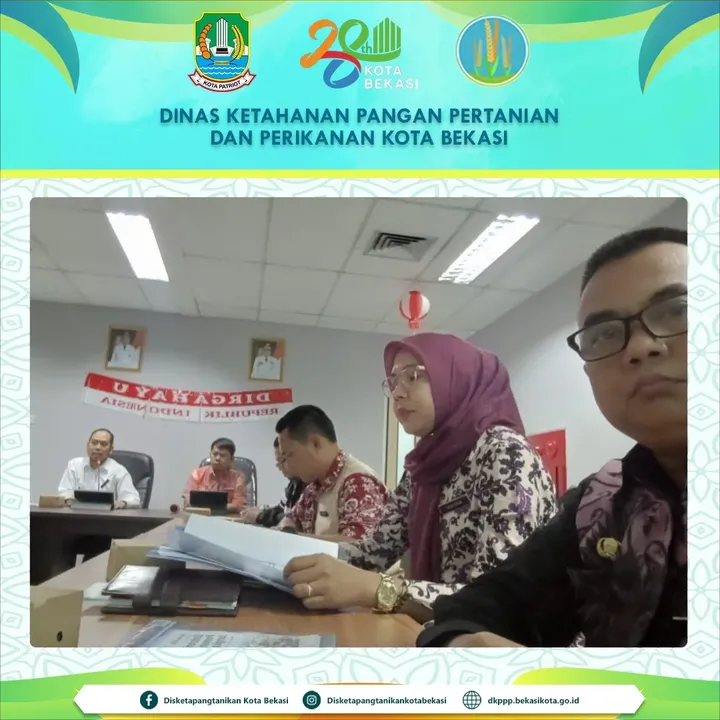 KOTA PATRIOT
28th
KOTA
BEKASI
DINAS KETAHANAN PANGAN PERTANIAN
DAN PERIKANAN KOTA BEKASI
DIRGAHAYU
REPUBLIK INDONESIA
Disketapangtanikan Kota Bekasi
Disketapangtanikankotabekasi
dkppp.bekasikota.go.id